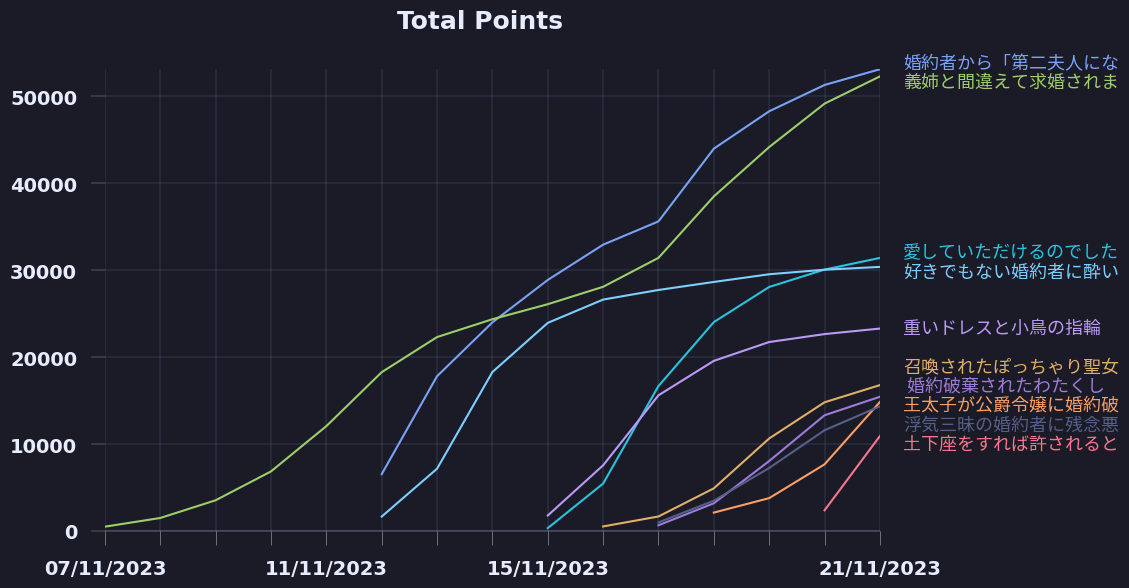 Total Points
50000
40000
30000
20000
10000
0
07/11/2023
11/11/2023
15/11/2023
21/11/2023
婚約者から「第二夫人にな
義姉と間違えて求婚されま
愛していただけるのでした
好きでもない婚約者に酔い
重いドレスと小鳥の指輪
召喚されたぽっちゃり聖女
婚約破棄されたわたくし
王太子が公爵令嬢に婚約破
浮気三昧の婚約者に残念悪
土下座をすれば許されると